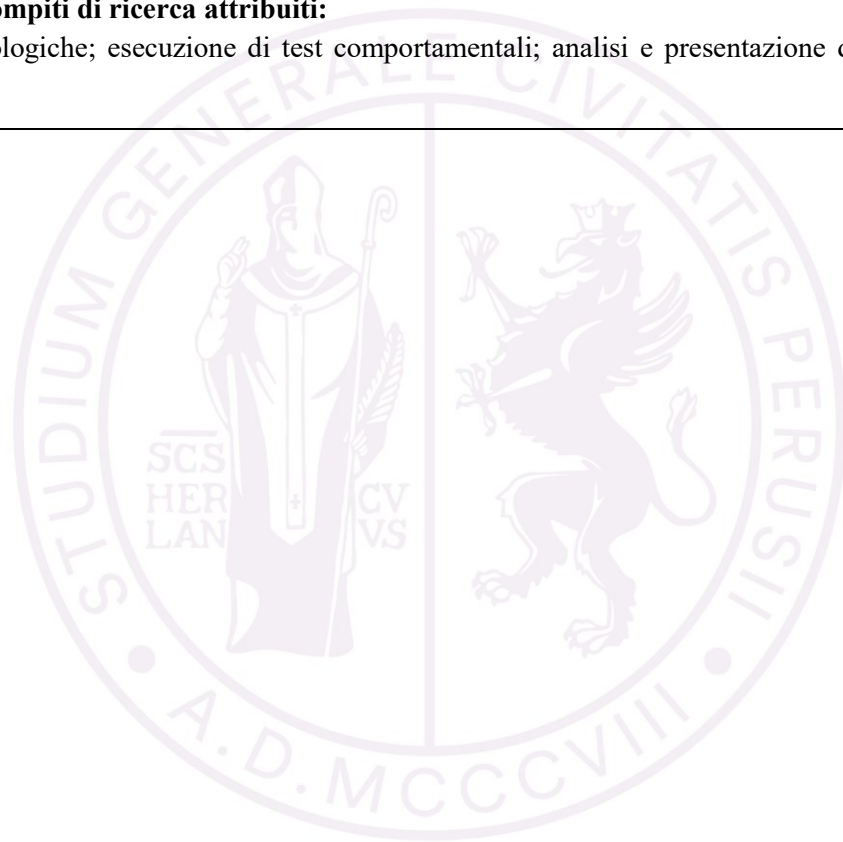 ompiti di ricerca attribuiti:
ologiche; esecuzione di test comportamentali; analisi e presentazione d
STUDIUM GENERALE CIVITATIS PERUSII
SCS
HER
LAN
CV
VS
A.D. MCCCVIII